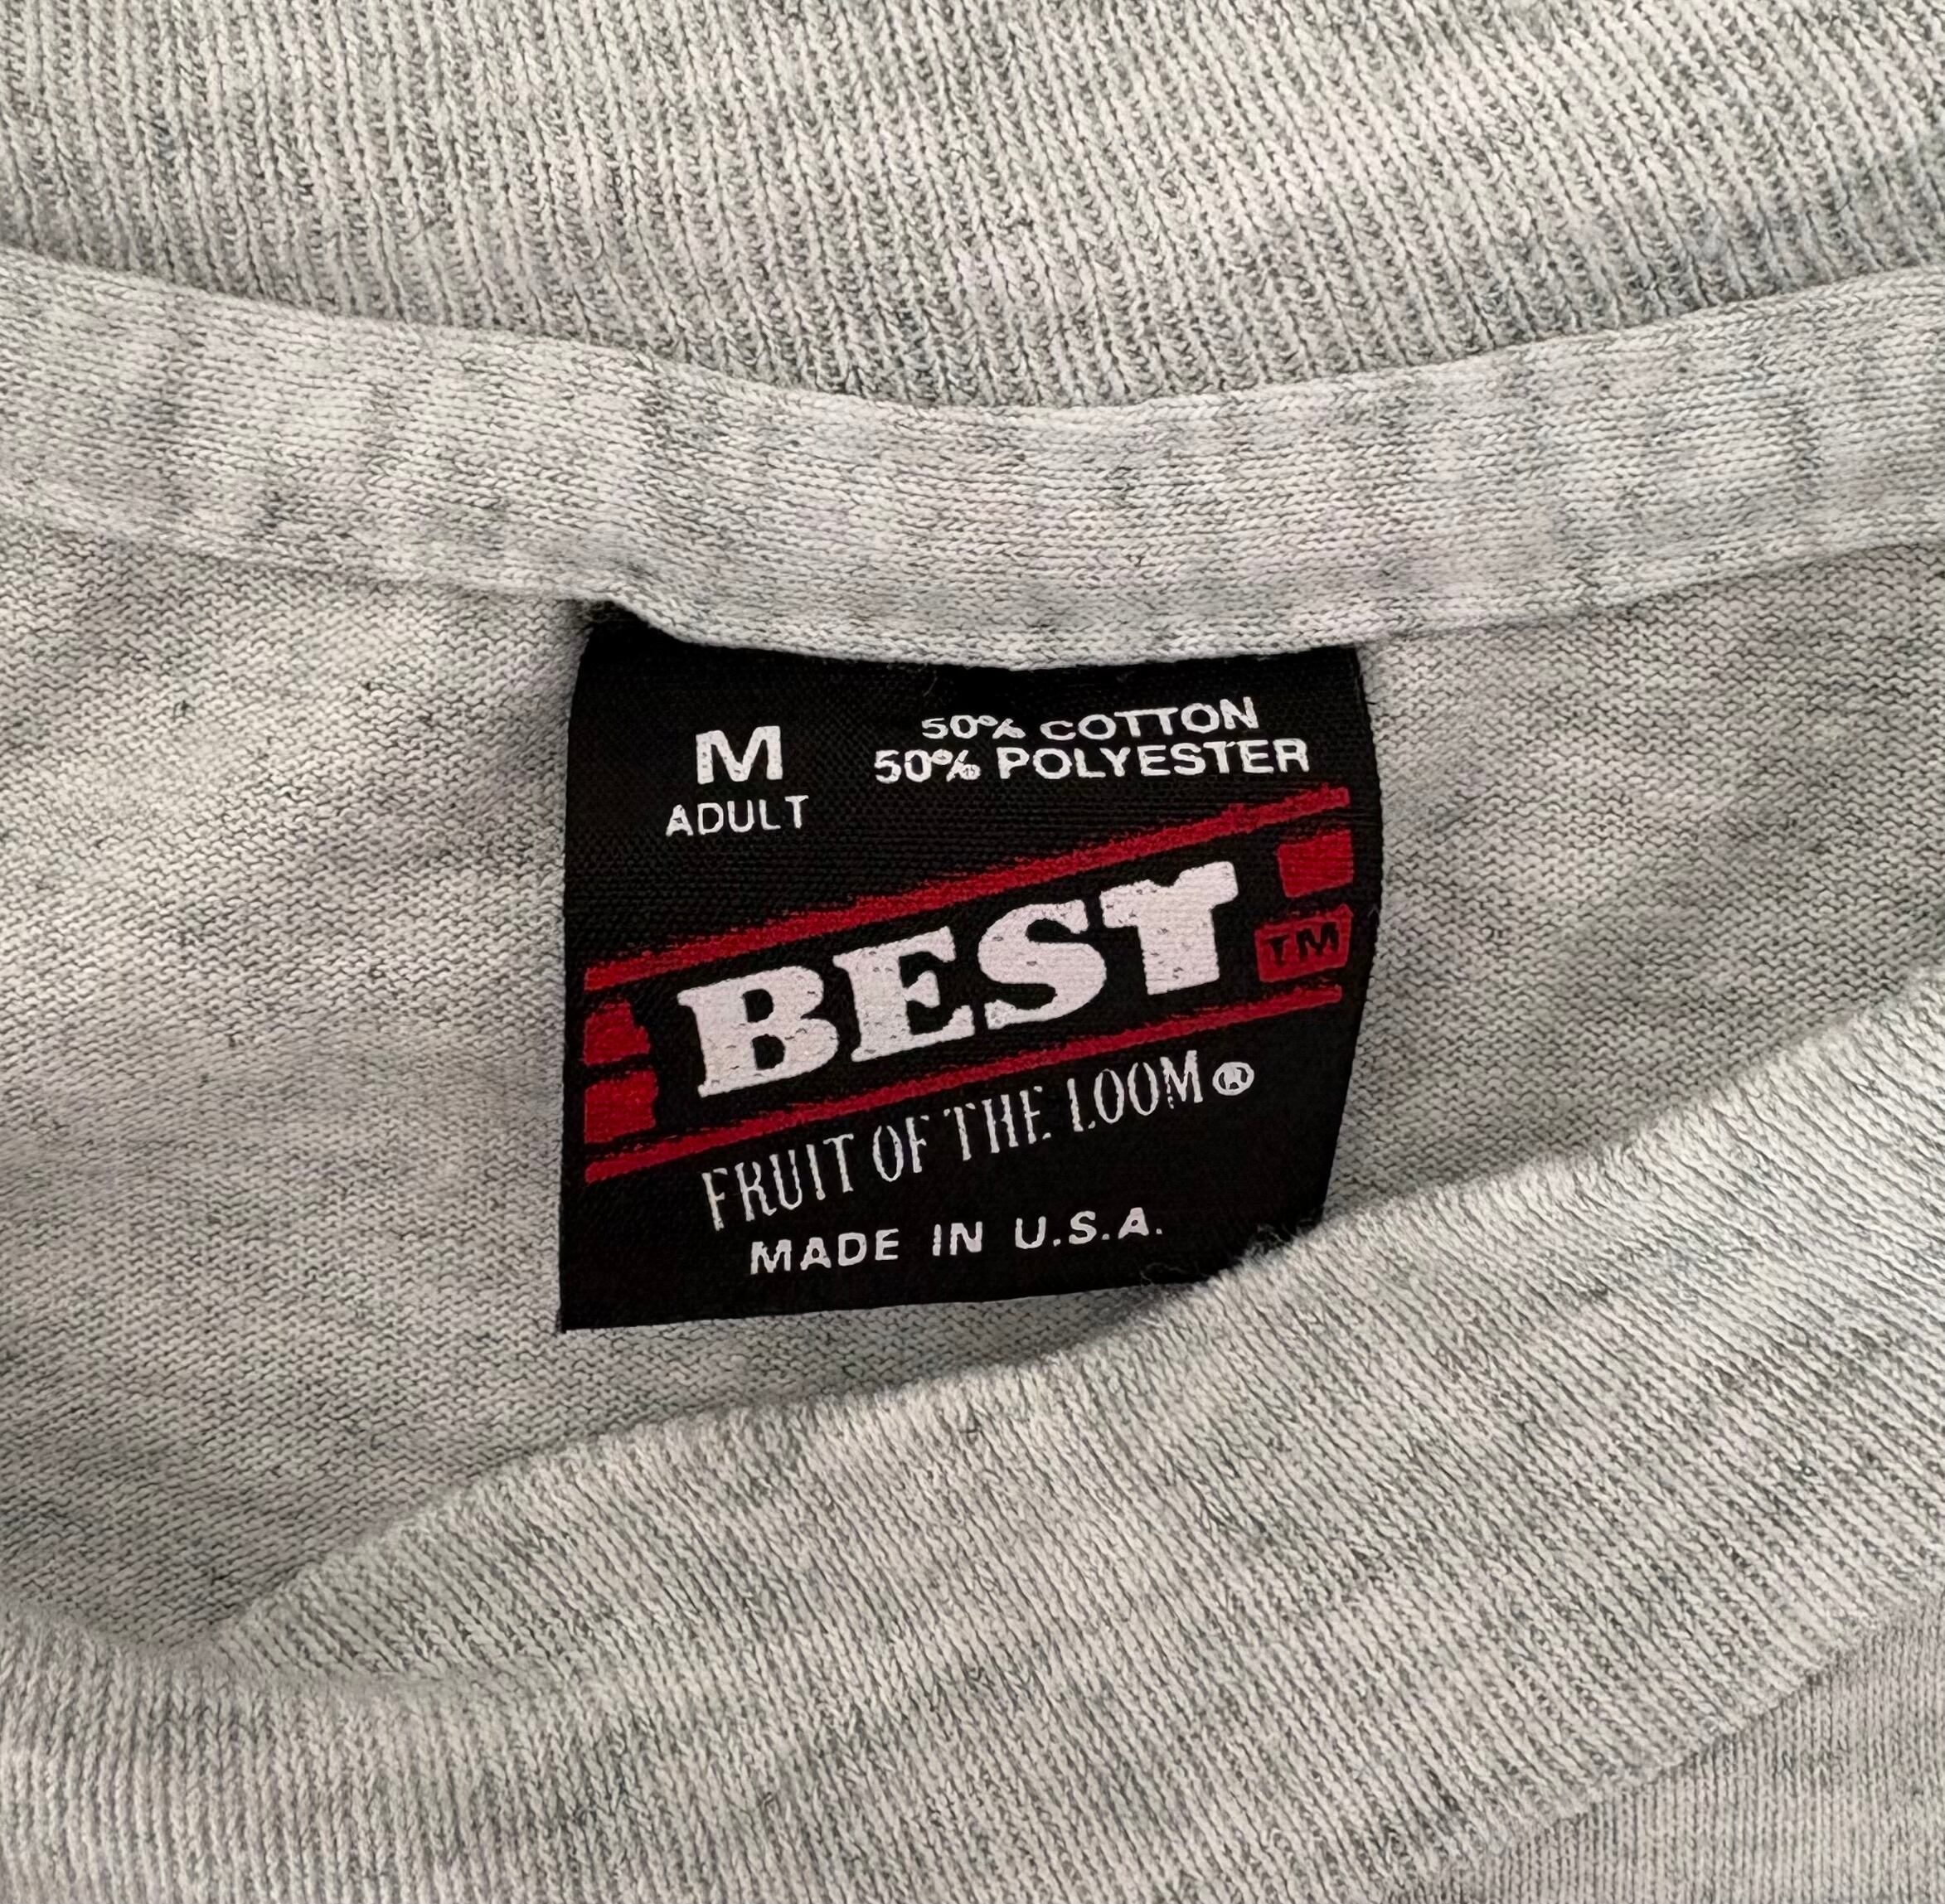 M
ADULT
50% COTTON
50% POLYESTER
BEST
TM
FRUIT OF THE LOOM®
MADE IN U.S.A.